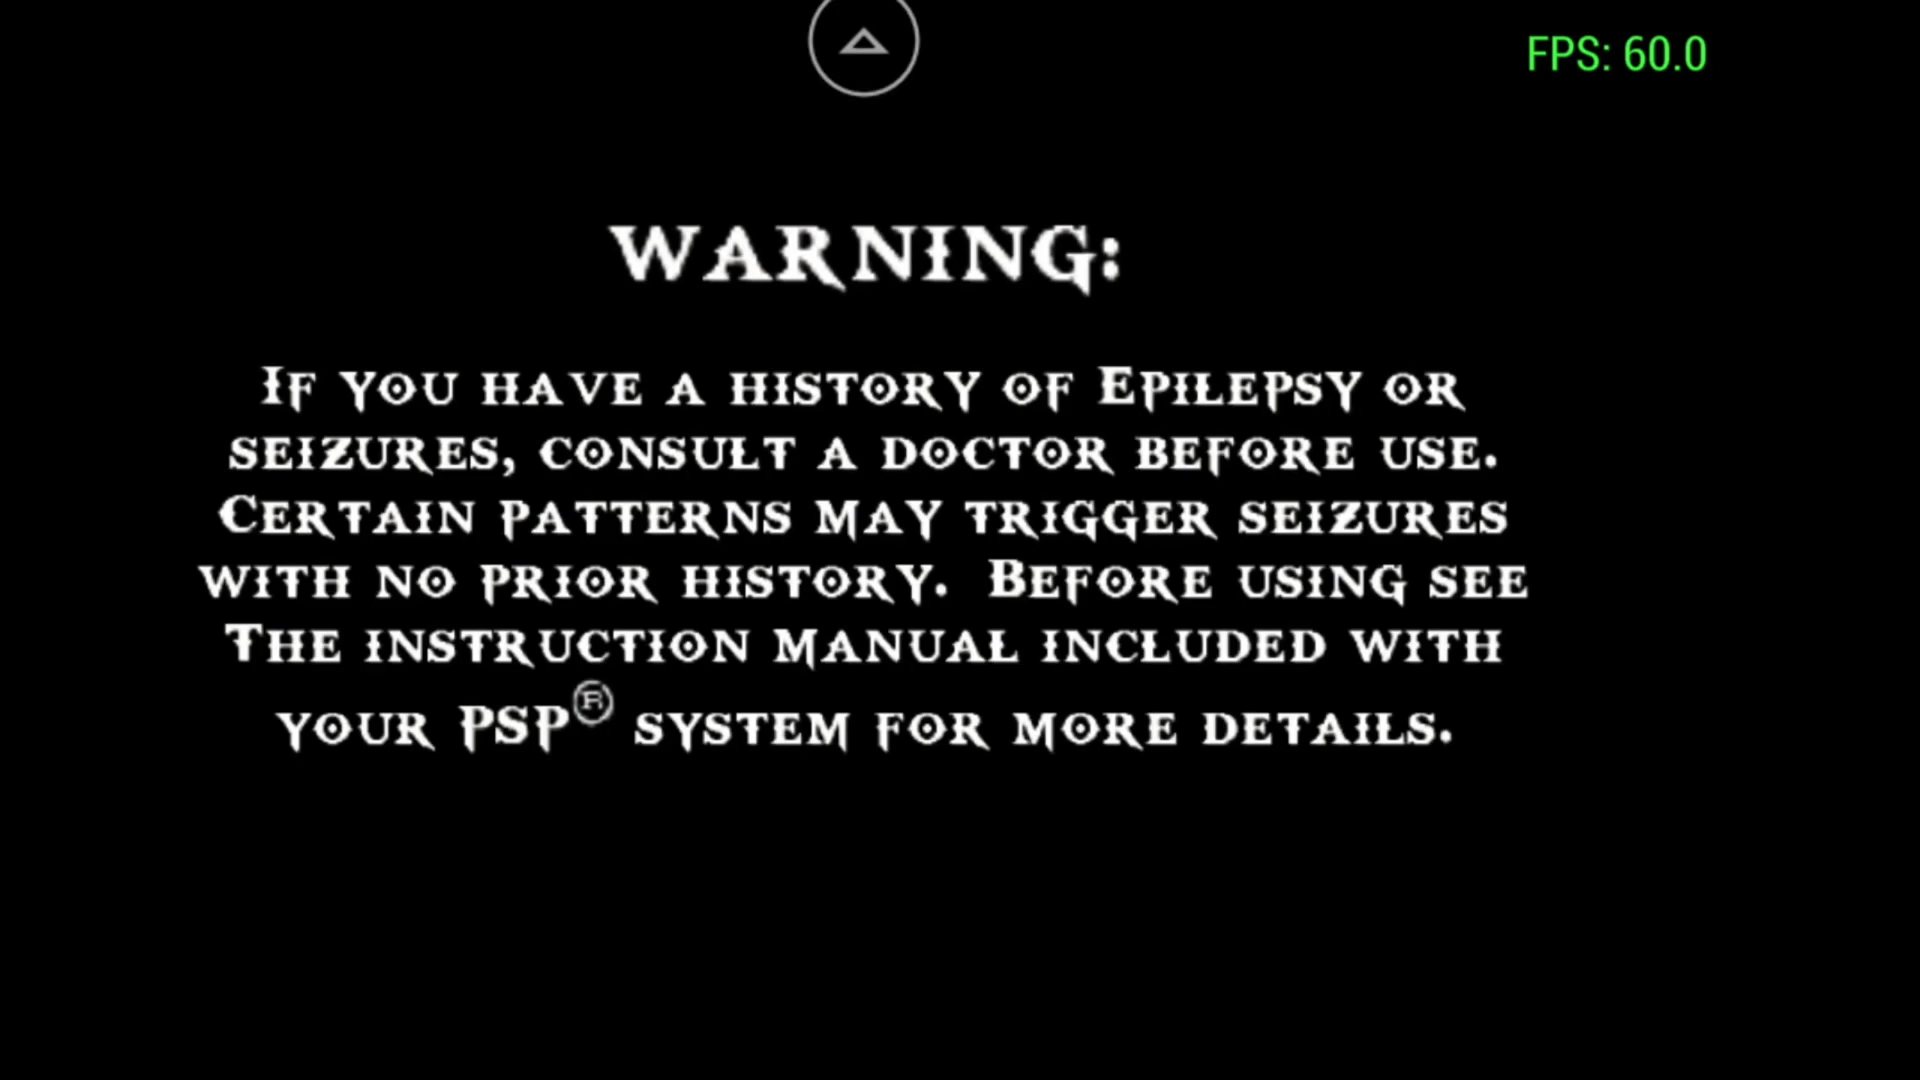 FPS: 60.0
WARNING:
If you have a history of Epilepsy or
seizures, consult a doctor before use.
Certain patterns may trigger seizures
with no prior history. Before using see
The instruction manual included with
your PSP® system for more details.